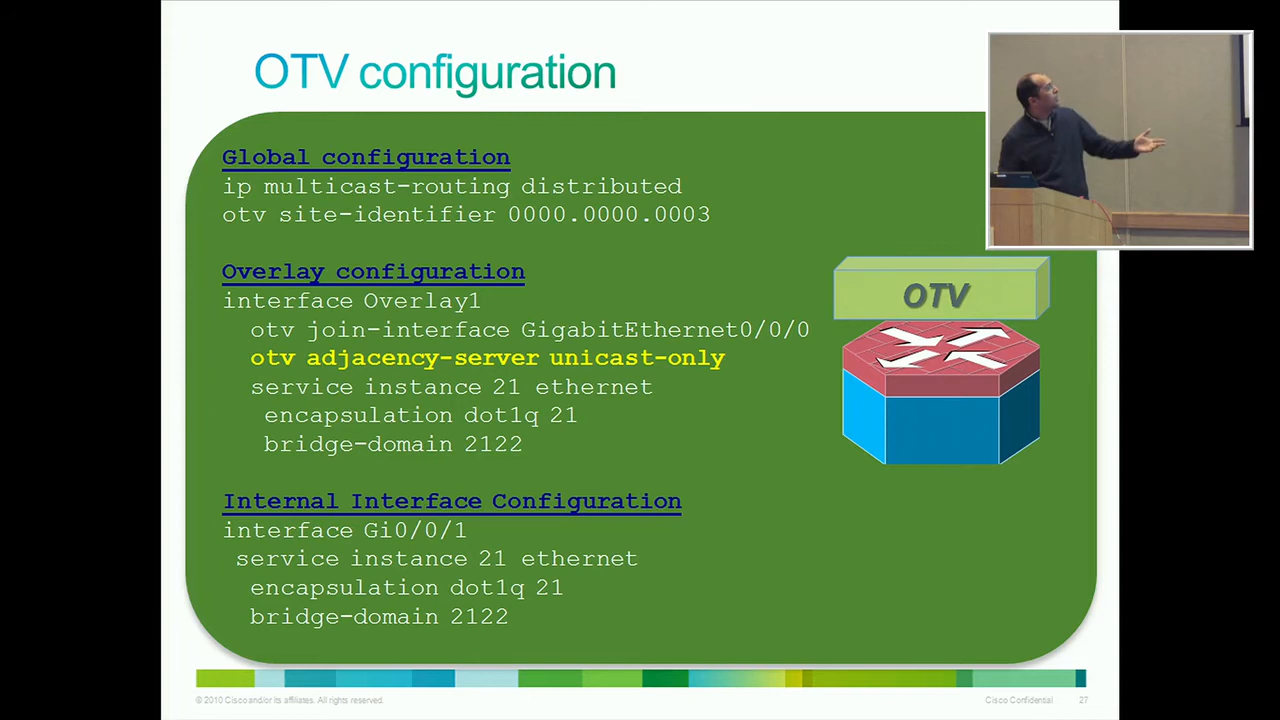 OTV configuration
Global configuration
ip multicast-routing distributed
otv site-identifier 0000.0000.0003
Overlay configuration
interface Overlay1
otv join-interface GigabitEthernet0/0/0
otv adjacency-server unicast-only
service instance 21 ethernet
encapsulation dot1q 21
bridge-domain 2122
OTV
Internal Interface Configuration
interface Gi0/0/1
service instance 21 ethernet
encapsulation dot1q 21
bridge-domain 2122
© 2010 Cisco and/or its affiliates. All rights reserved.
Cisco Confidential
27